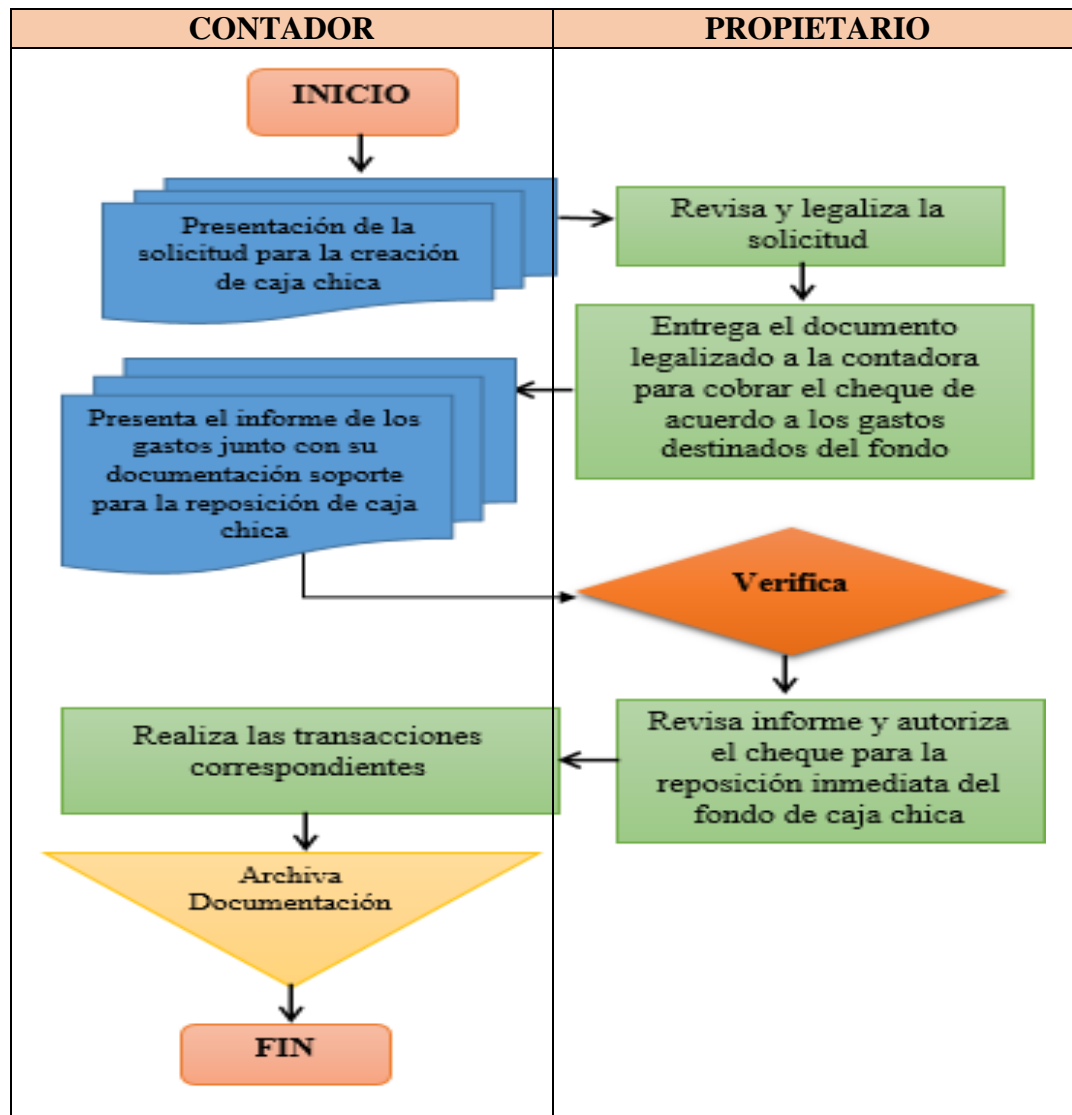 CONTADOR
PROPIETARIO
INICIO
Presentación de la
solicitud para la creación
de caja chica
Revisa y legaliza la
solicitud
Entrega el documento
legalizado a la contadora
para cobrar el cheque de
acuerdo a los gastos
destinados del fondo
Presenta el informe de los
gastos junto con su
documentación soporte
para la reposición de caja
chica
Verifica
Revisa informe y autoriza
el cheque para la
reposición inmediata del
fondo de caja chica
Realiza las transacciones
correspondientes
Archiva
Documentación
FIN